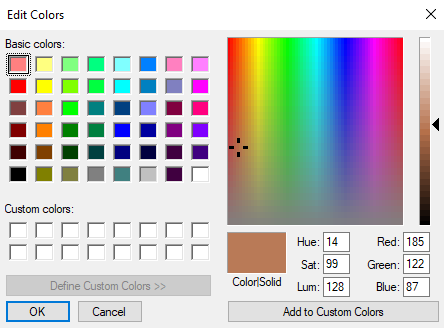 Edit Colors
Basic colors:
Custom colors:
Define Custom Colors >>
OK
Cancel
Color|Solid
Hue: 14
Sat: 99
Lum: 128
Red: 185
Green: 122
Blue: 87
Add to Custom Colors